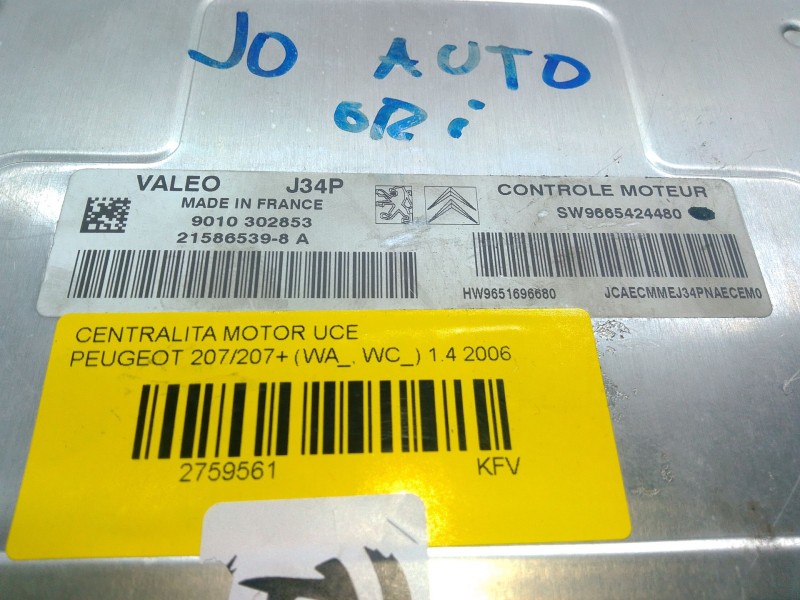 JO AUTO
6Ri
VALEO J34P
MADE IN FRANCE
9010 302853
21586539-8 A
CONTROLE MOTEUR
SW9665424480
HW9651696680
JCAECMMEJ34PNAECEM0
CENTRALITA MOTOR UCE
PEUGEOT 207/207+ (WA_, WC_) 1.4 2006
2759561 KFV